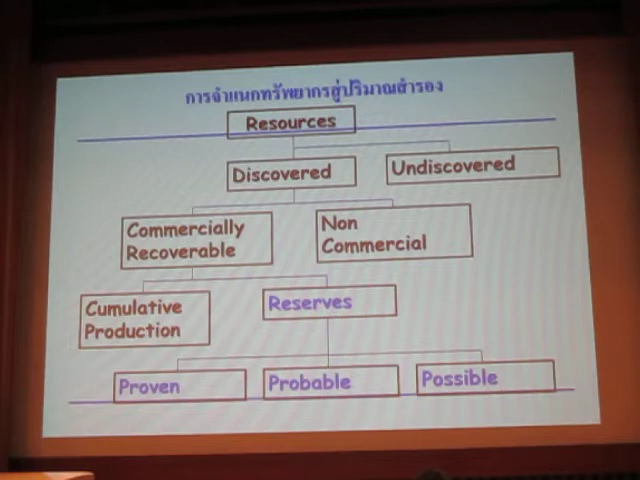 การจำแนกทรัพยากรสู่ปริมาณสำรอง
Resources
Discovered
Undiscovered
Commercially
Recoverable
Non
Commercial
Cumulative
Production
Reserves
Proven
Probable
Possible